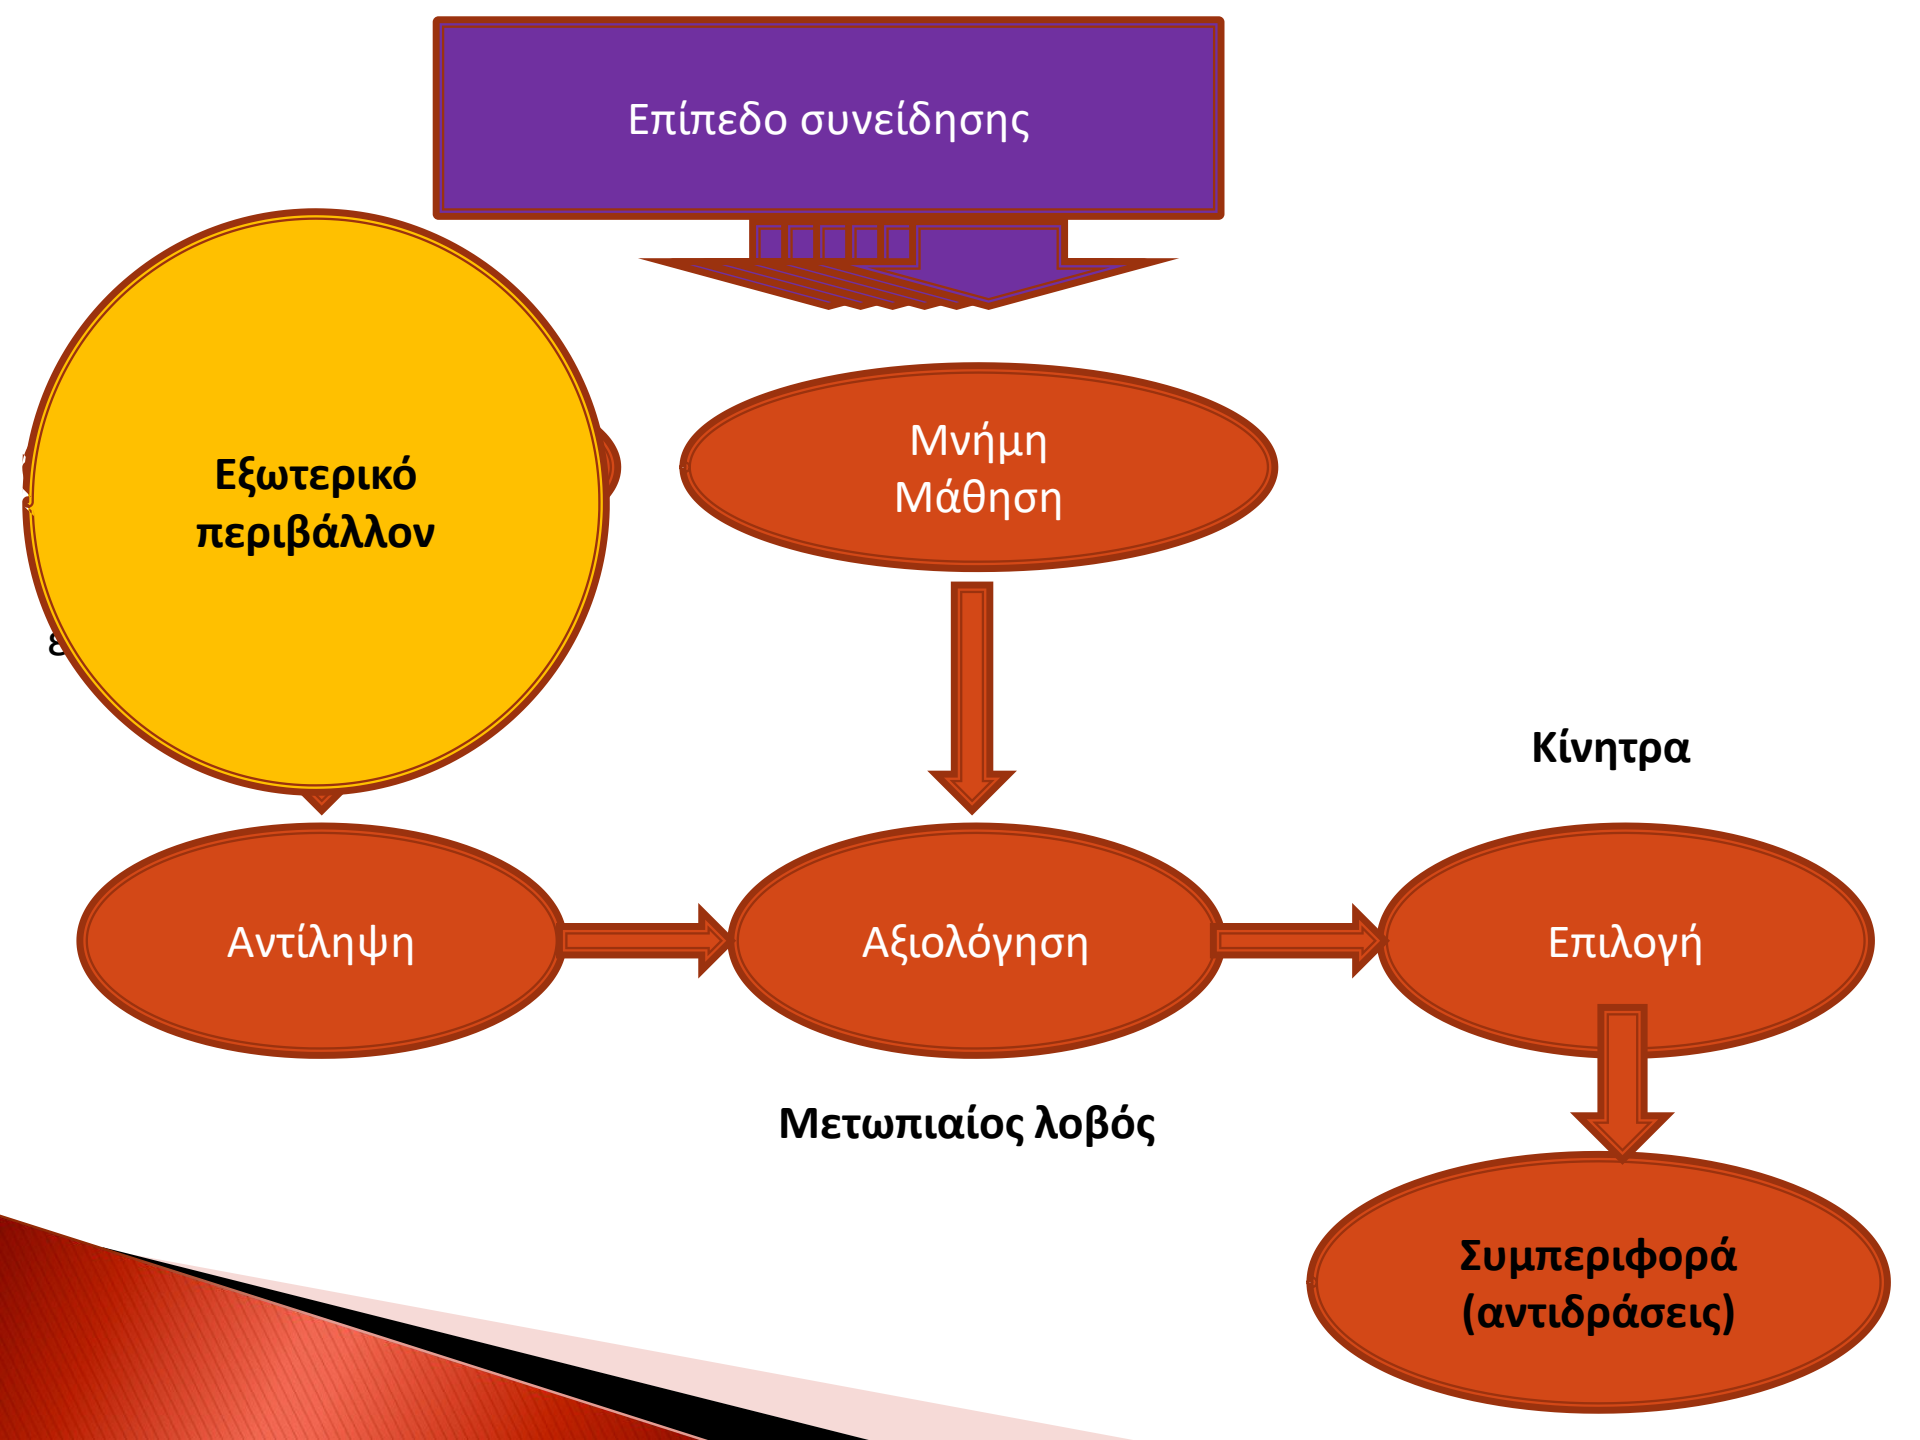 Επίπεδο συνείδησης
Εξωτερικό
περιβάλλον
Μνήμη
Μάθηση
Κίνητρα
Αντίληψη
Αξιολόγηση
Επιλογή
Μετωπιαίος λοβός
Συμπεριφορά
(αντιδράσεις)